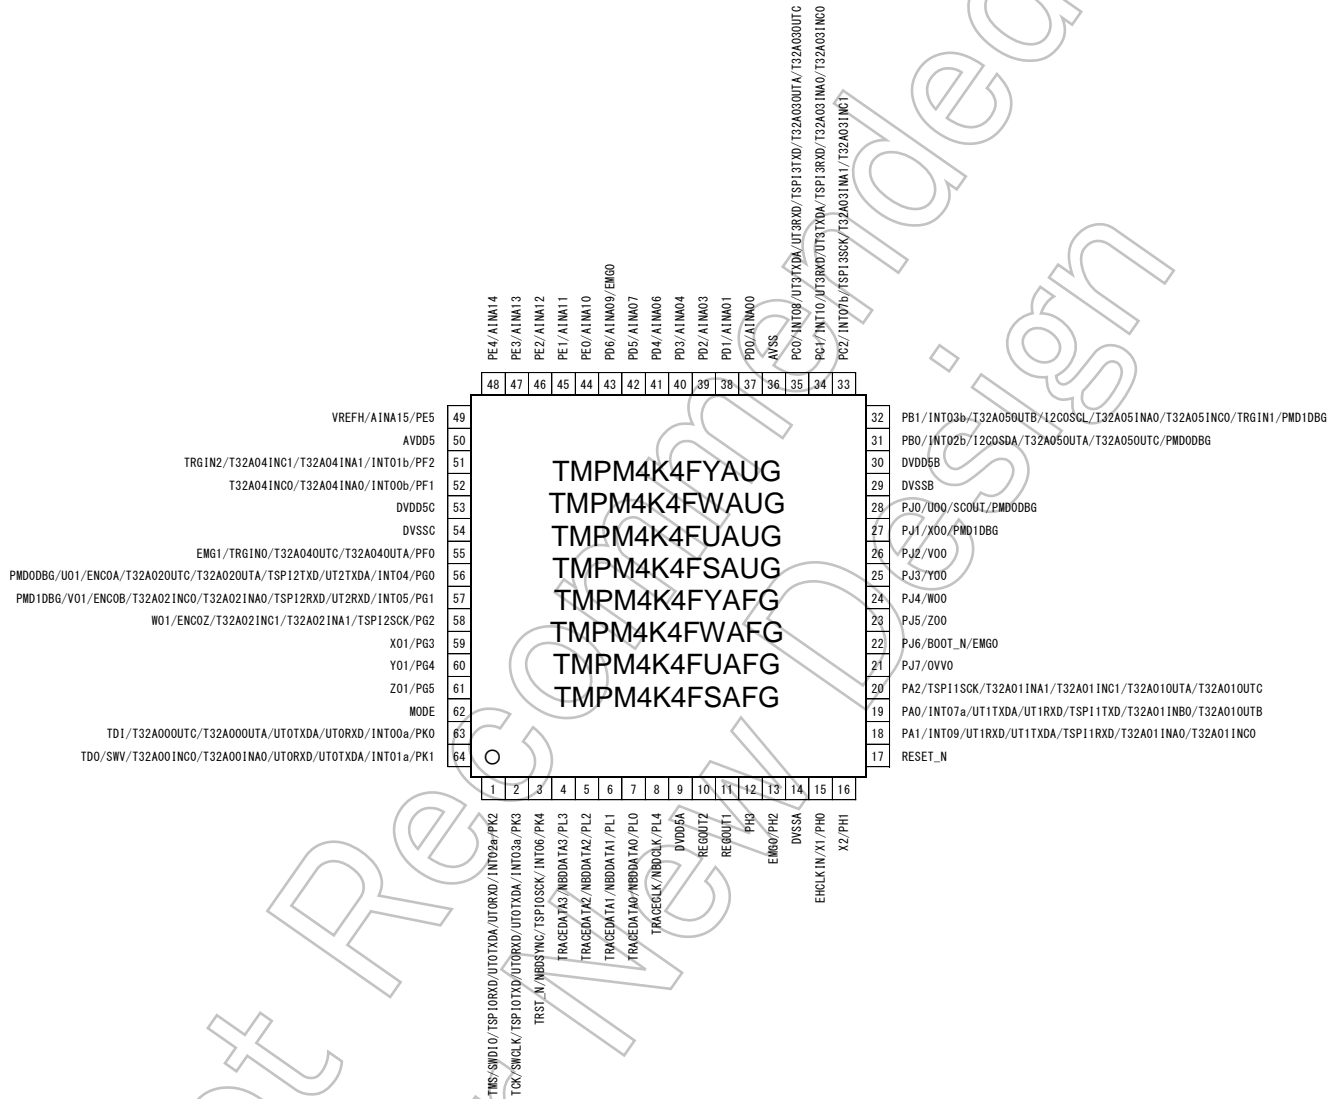 PE4/AINA14
PE3/AINA13
PE2/AINA12
PE1/AINA11
PE0/AINA10
PD6/AINA09/EMG0
PD5/AINA07
PD4/AINA06
PD3/AINA04
PD2/AINA03
PD1/AINA01
PD0/AINA00
AVSS
PC0/INT08/UT3TXDA/UT3RXD/TSPI3TXD/T32A03OUTA/T32A03OUTC
PC1/INT10/UT3RXD/UT3TXDA/TSPI3RXD/T32A03INA0/T32A03INC0
PC2/INT07b/TSPI3SCK/T32A03INA1/T32A03INC1
48 47 46 45 44 43 42 41 40 39 38 37 36 35 34 33
VREFH/AINA15/PE5 49
AVDD5 50
TRGIN2/T32A04INC1/T32A04INA1/INT01b/PF2 51
T32A04INC0/T32A04INA0/INT00b/PF1 52
DVDD5C 53
DVSSC 54
EMG1/TRGIN0/T32A04OUTC/T32A04OUTA/PF0 55
PMD0DBG/UO1/ENC0A/T32A02OUTC/T32A02OUTA/TSPI2TXD/UT2TXDA/INT04/PG0 56
PMD1DBG/VO1/ENC0B/T32A02INC0/T32A02INA0/TSPI2RXD/UT2RXD/INT05/PG1 57
WO1/ENC0Z/T32A02INC1/T32A02INA1/TSPI2SCK/PG2 58
XO1/PG3 59
YO1/PG4 60
ZO1/PG5 61
MODE 62
TDI/T32A00OUTC/T32A00OUTA/UT0TXDA/UT0RXD/INT00a/PK0 63
TDO/SWV/T32A00INC0/T32A00INA0/UT0RXD/UT0TXDA/INT01a/PK1 64
TMPM4K4FYAUG
TMPM4K4FWAUG
TMPM4K4FUAUG
TMPM4K4FSAUG
TMPM4K4FYAFG
TMPM4K4FWAFG
TMPM4K4FUAFG
TMPM4K4FSAFG
32 PB1/INT03b/T32A05OUTB/I2C0SCL/T32A05INA0/T32A05INC0/TRGIN1/PMD1DBG
31 PB0/INT02b/I2C0SDA/T32A05OUTA/T32A05OUTC/PMD0DBG
30 DVDD5B
29 DVSSB
28 PJ0/UO0/SCOUT/PMD0DBG
27 PJ1/XO0/PMD1DBG
26 PJ2/VO0
25 PJ3/YO0
24 PJ4/WO0
23 PJ5/ZO0
22 PJ6/BOOT_N/EMG0
21 PJ7/OVV0
20 PA2/TSPI1SCK/T32A01INA1/T32A01INC1/T32A01OUTA/T32A01OUTC
19 PA0/INT07a/UT1TXDA/UT1RXD/TSPI1TXD/T32A01INB0/T32A01OUTB
18 PA1/INT09/UT1RXD/UT1TXDA/TSPI1RXD/T32A01INA0/T32A01INC0
17 RESET_N
1 2 3 4 5 6 7 8 9 10 11 12 13 14 15 16
TMS/SWDIO/TSPI0RXD/UT0TXDA/UT0RXD/INT02a/PK2
TCK/SWCLK/TSPI0TXD/UT0RXD/UT0TXDA/INT03a/PK3
TRST_N/NBDSYNC/TSPI0SCK/INT06/PK4
TRACEDATA3/NBDDATA3/PL3
TRACEDATA2/NBDDATA2/PL2
TRACEDATA1/NBDDATA1/PL1
TRACEDATA0/NBDDATA0/PL0
TRACECLK/NBDCLK/PL4
DVDD5A
REGOUT2
REGOUT1
PH3
EMG0/PH2
DVSSA
EHCLKIN/X1/PH0
X2/PH1
t Recommended
New Design